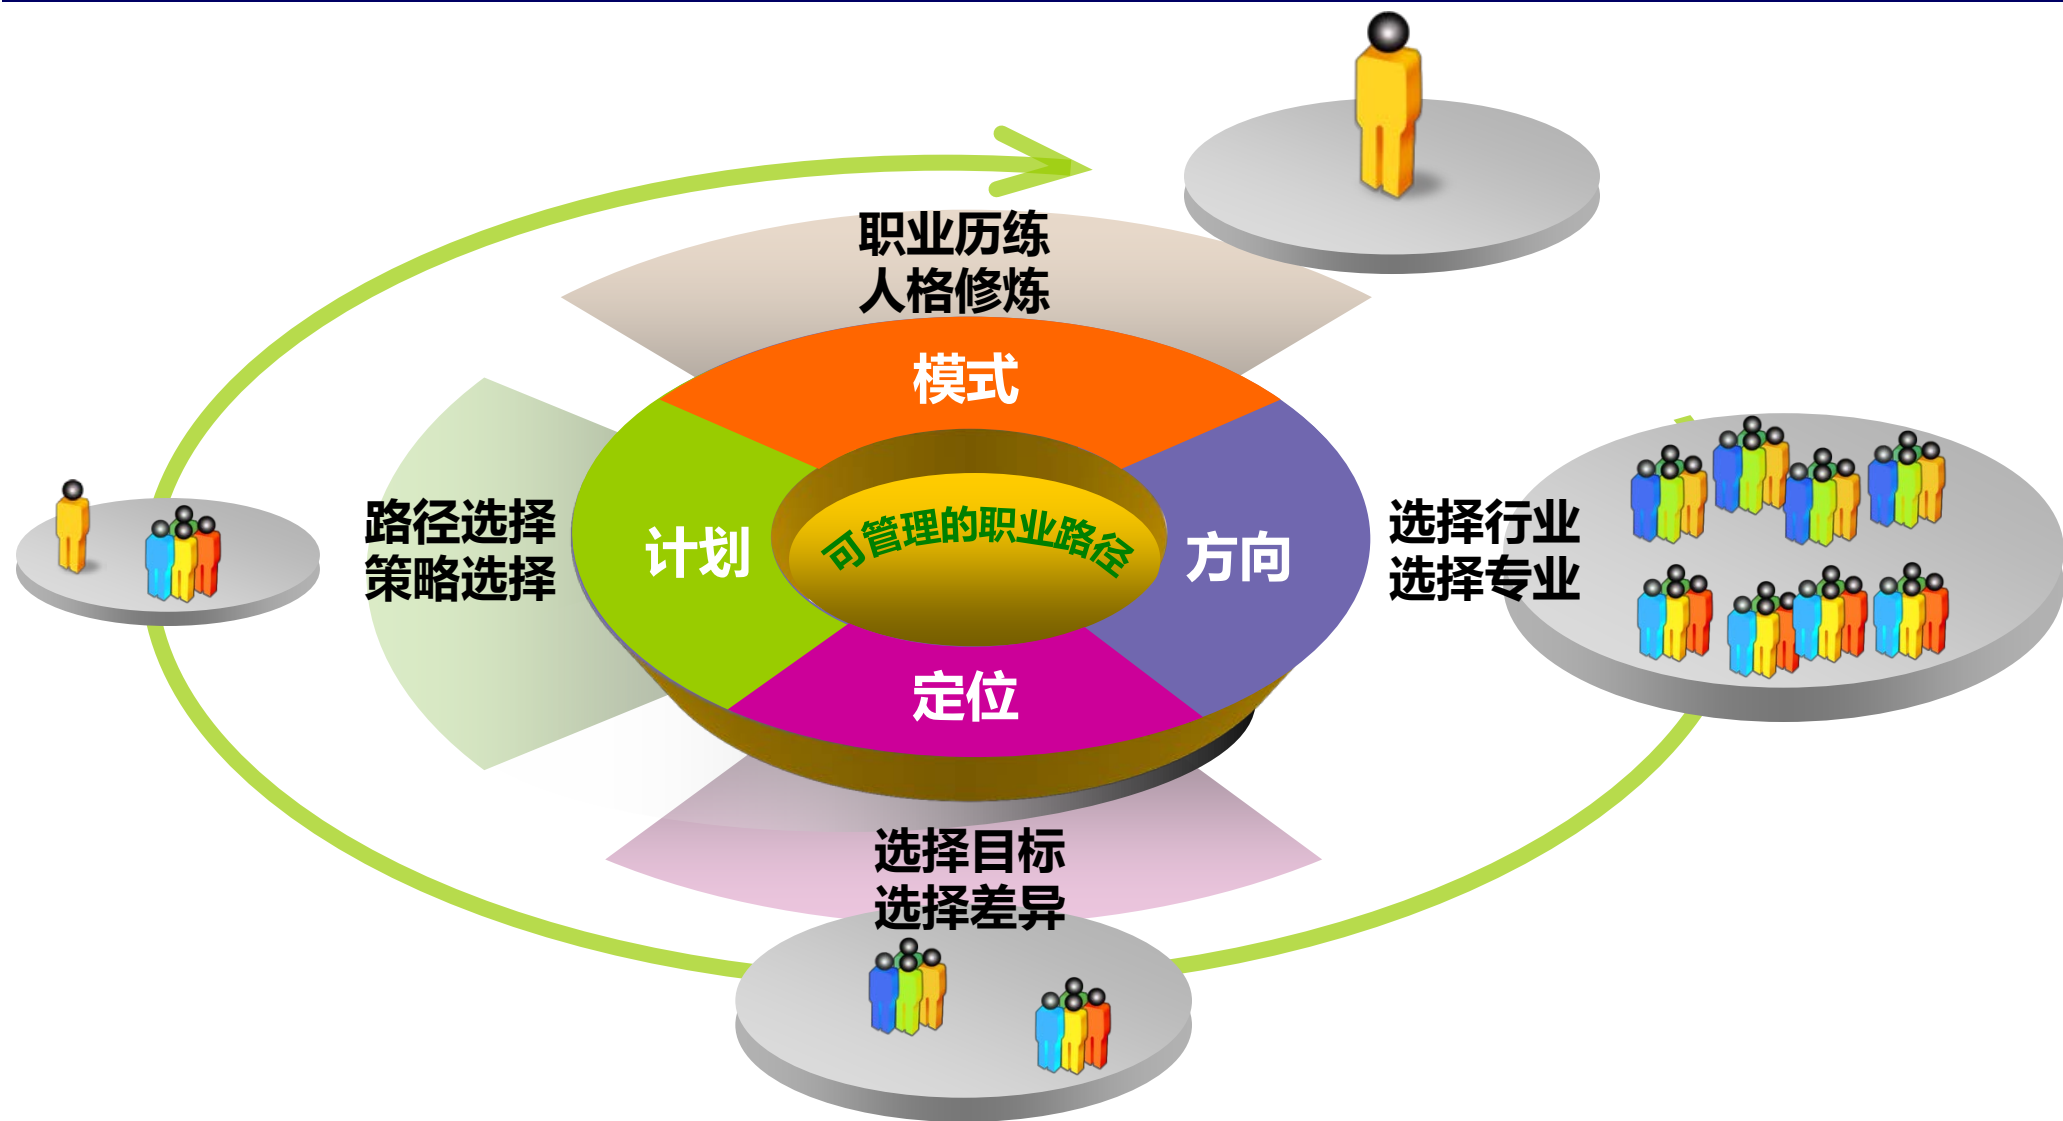 职业历练
人格修炼
模式
路径选择
策略选择
计划
可管理的职业路径
方向
选择行业
选择专业
定位
选择目标
选择差异